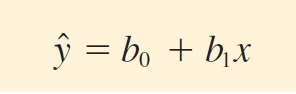 ŷ = b₀ + b₁x